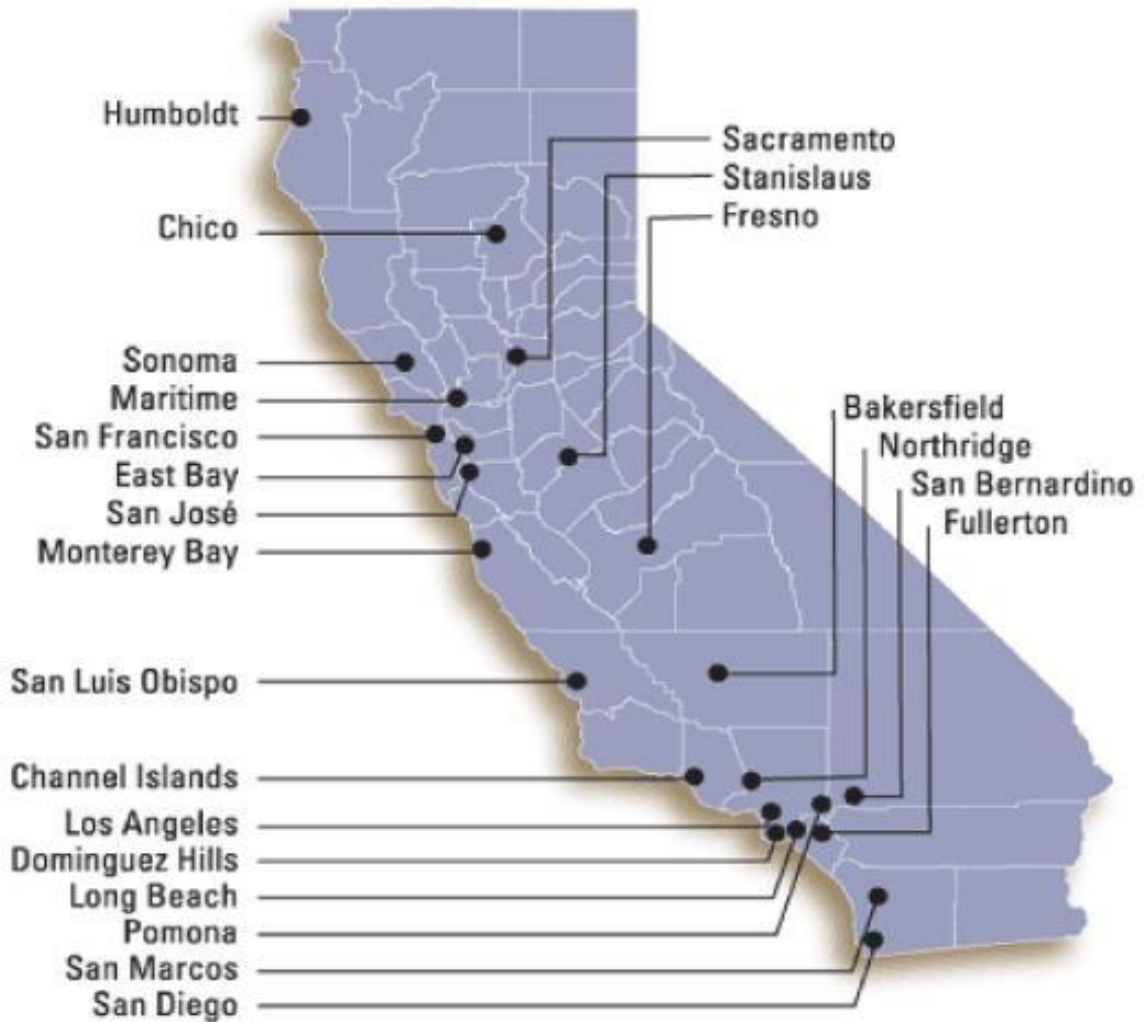 Humboldt
Chico
Sonoma
Maritime
San Francisco
East Bay
San José
Monterey Bay
San Luis Obispo
Channel Islands
Los Angeles
Dominguez Hills
Long Beach
Pomona
San Marcos
San Diego
Sacramento
Stanislaus
Fresno
Bakersfield
Northridge
San Bernardino
Fullerton